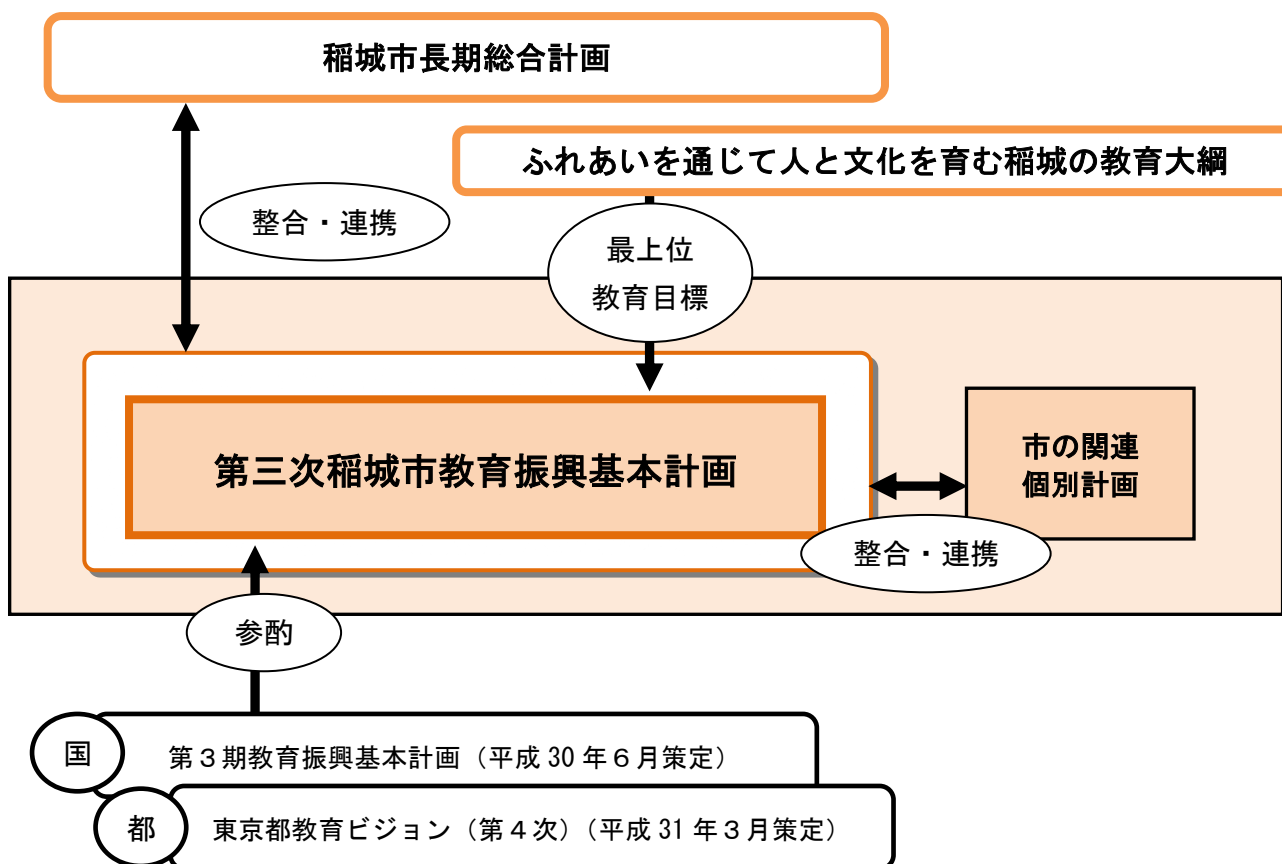 稲城市長期総合計画
ふれあいを通じて人と文化を育む稲城の教育大綱
整合・連携
最上位
教育目標
第三次稲城市教育振興基本計画
市の関連
個別計画
整合・連携
参酌
国
第３期教育振興基本計画（平成 30 年６月策定）
都
東京都教育ビジョン（第４次）（平成 31 年３月策定）